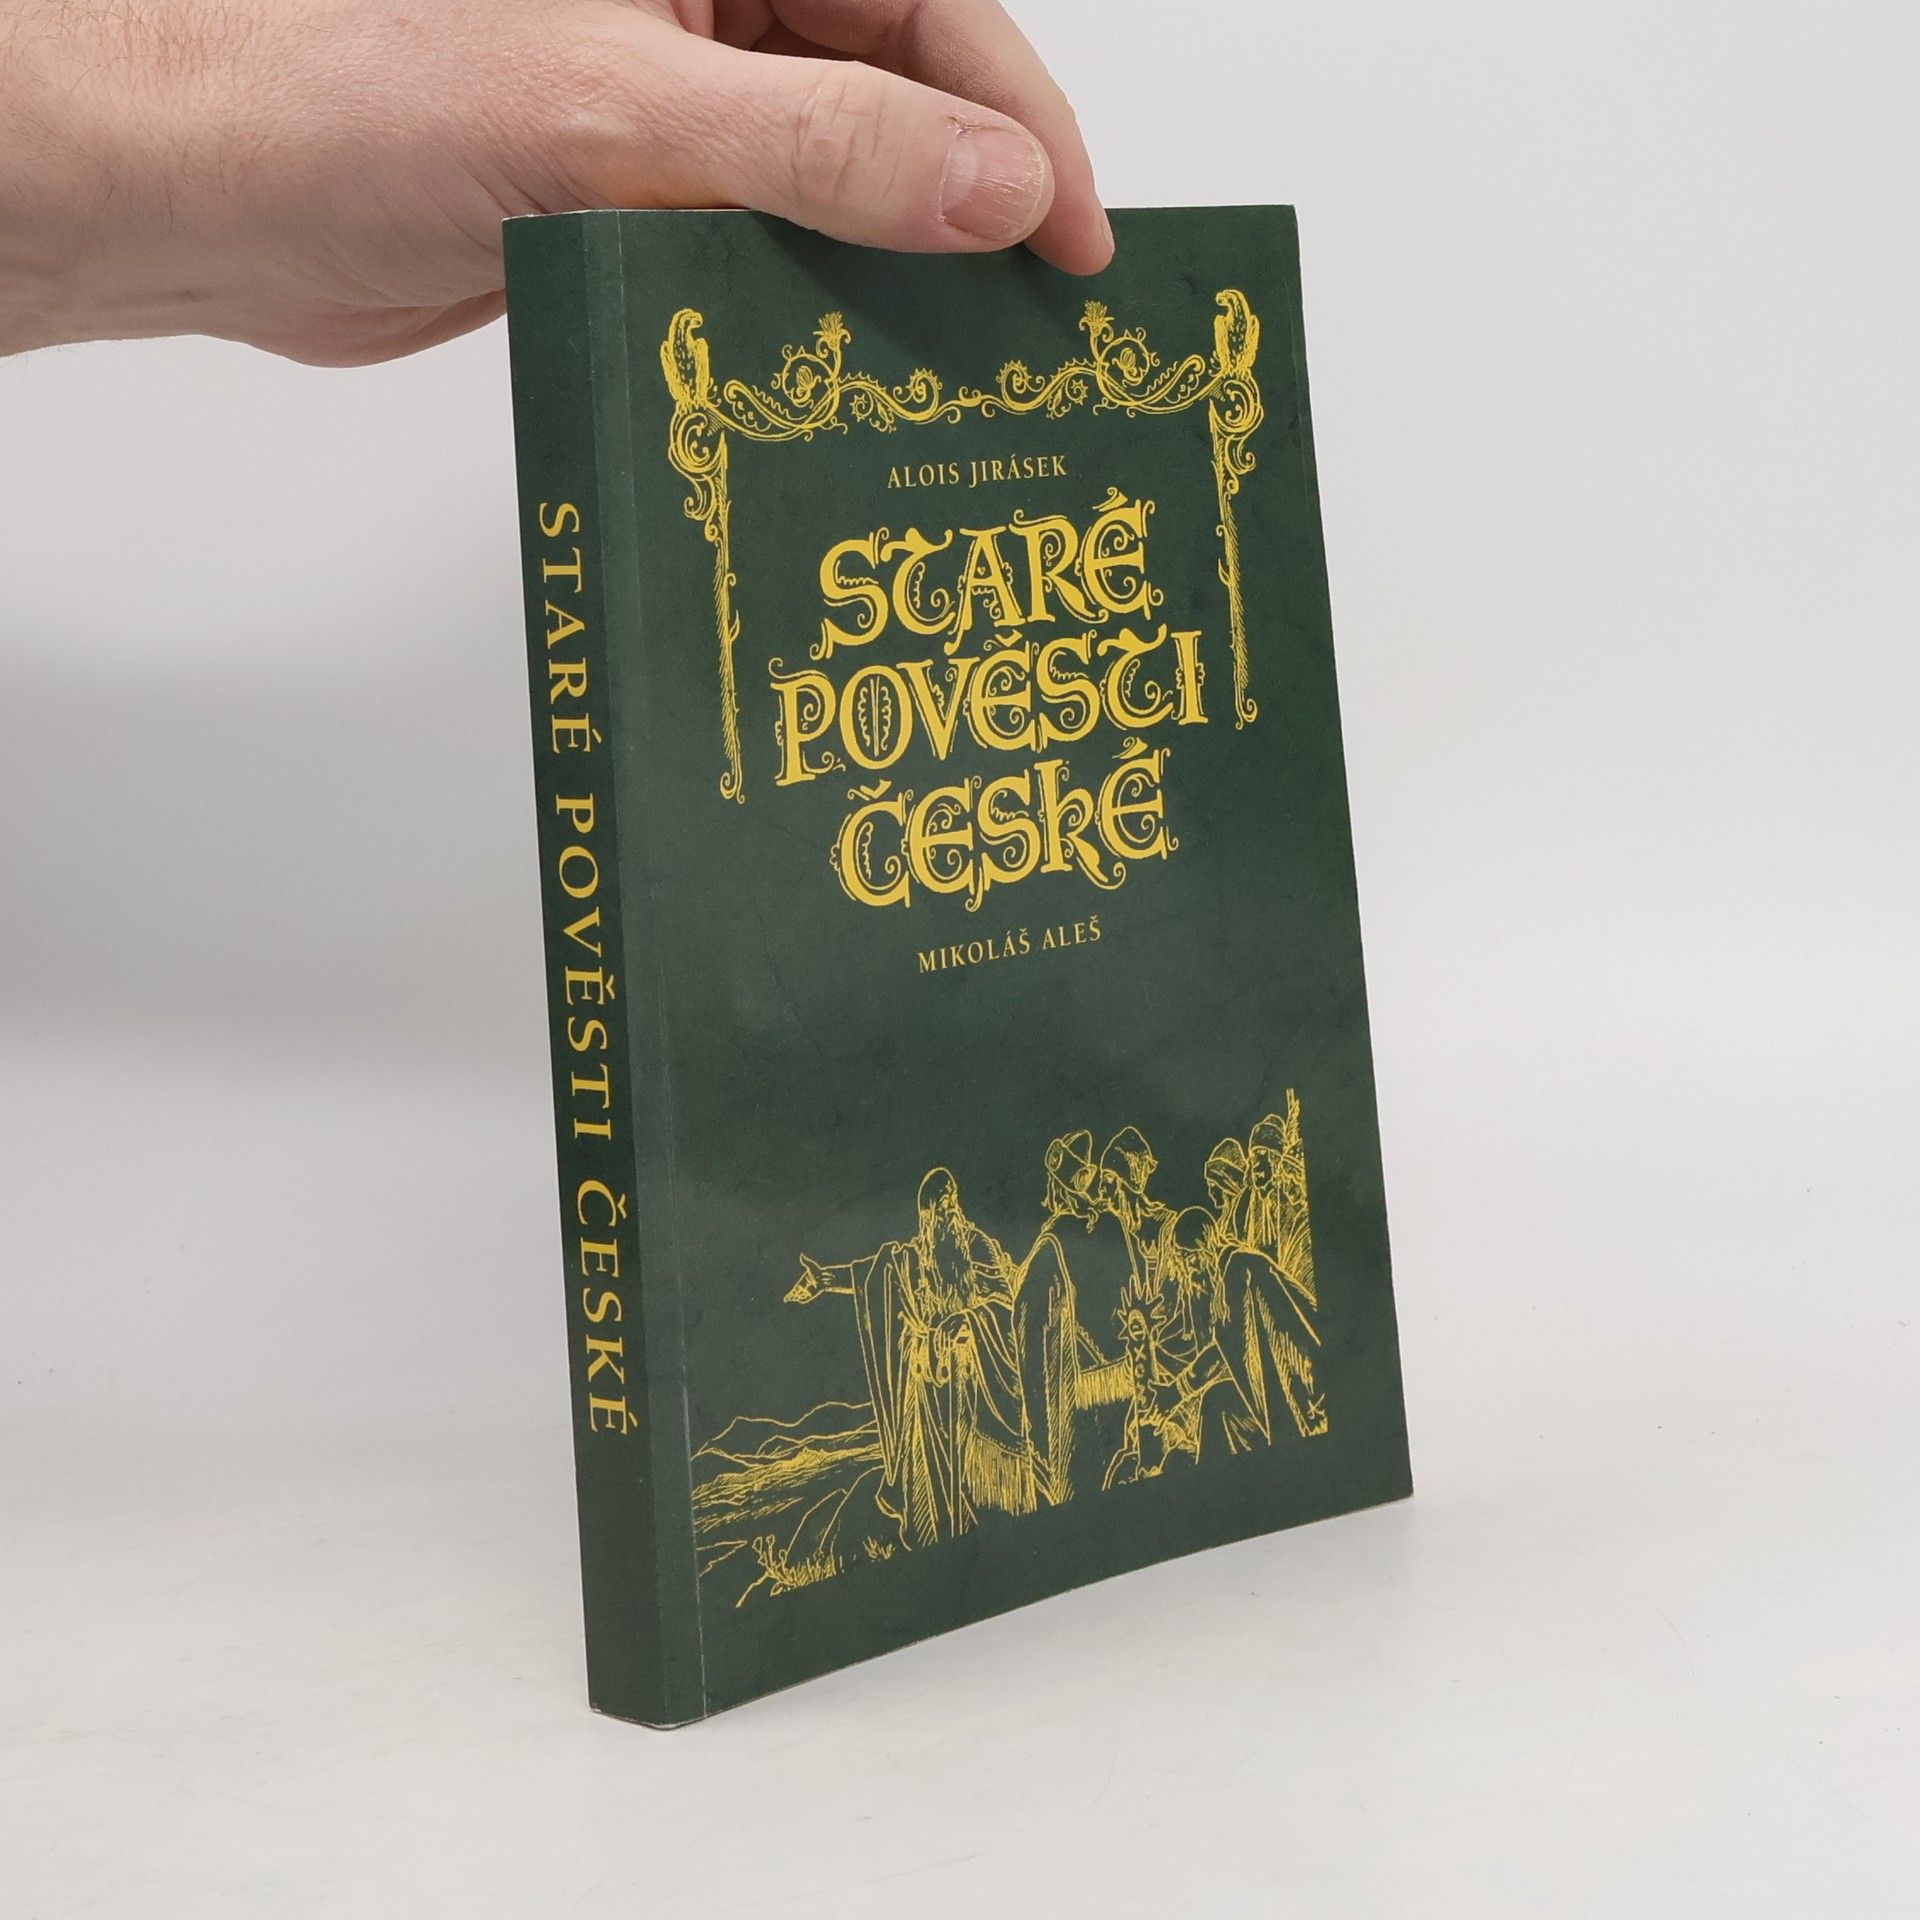 STARÉ POVĚSTI ČESKÉ
ALOIS JIRÁSEK
STARÉ
POVĚSTI
ČESKÉ
MIKOLÁŠ ALEŠ